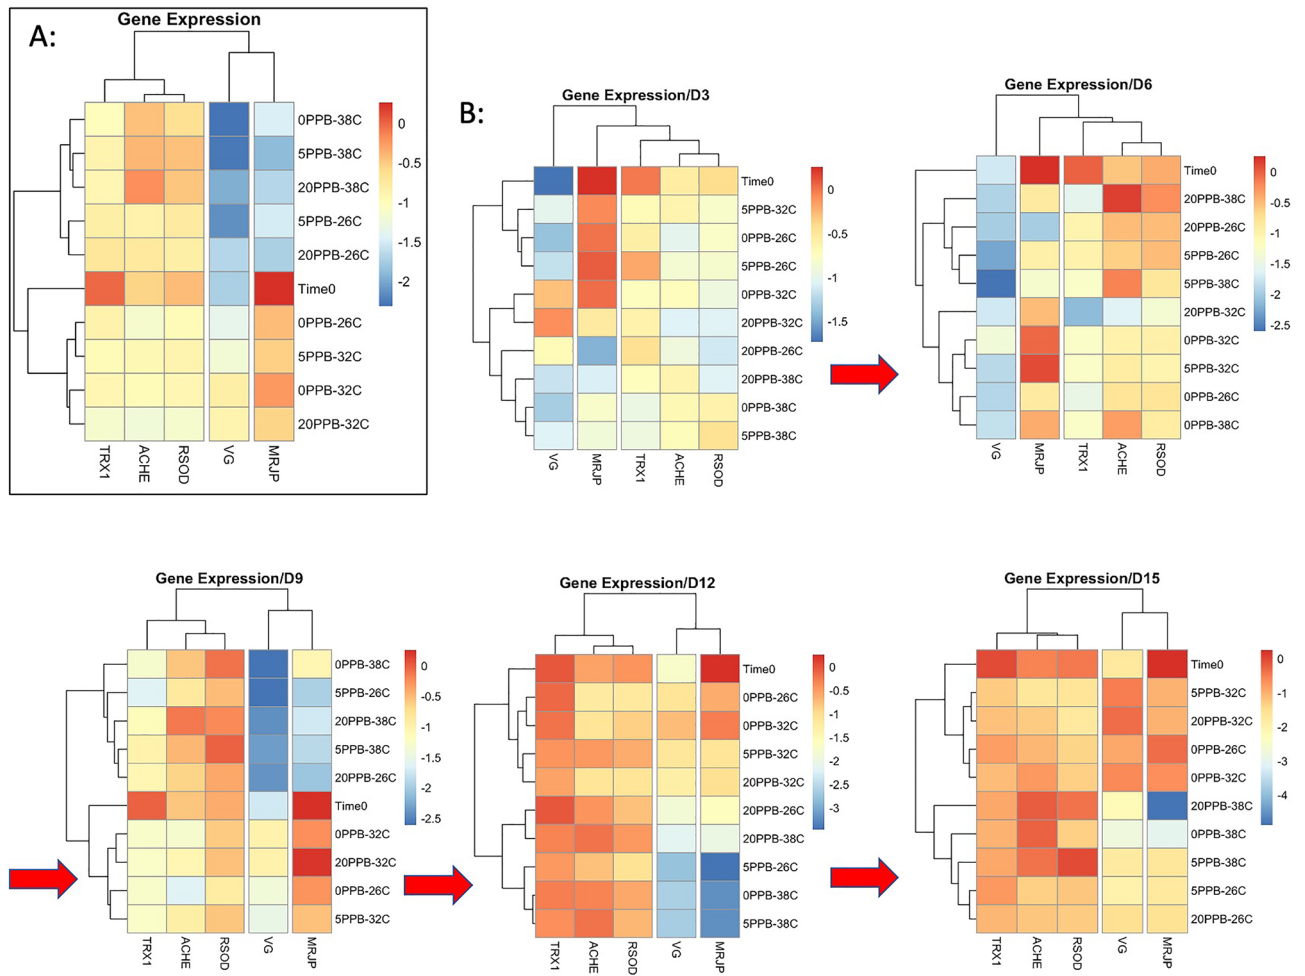 A:
Gene Expression
0PPB-38C
5PPB-38C
20PPB-38C
5PPB-26C
20PPB-26C
Time0
0PPB-26C
5PPB-32C
0PPB-32C
20PPB-32C
0
-0.5
-1
-1.5
-2
TRX1
ACHE
RSOD
VG
MRJP
B:
Gene Expression/D3
Time0
5PPB-32C
0PPB-26C
5PPB-26C
0PPB-32C
20PPB-32C
20PPB-26C
20PPB-38C
0PPB-38C
5PPB-38C
0
-0.5
-1
-1.5
VG
MRJP
TRX1
ACHE
RSOD
Gene Expression/D6
Time0
20PPB-38C
20PPB-26C
5PPB-26C
5PPB-38C
20PPB-32C
0PPB-32C
5PPB-32C
0PPB-26C
0PPB-38C
0
-0.5
-1
-1.5
-2
-2.5
VG
MRJP
TRX1
ACHE
RSOD
Gene Expression/D9
0PPB-38C
5PPB-26C
20PPB-38C
5PPB-38C
20PPB-26C
Time0
0PPB-32C
20PPB-32C
0PPB-26C
5PPB-32C
0
-0.5
-1
-1.5
-2
-2.5
TRX1
ACHE
RSOD
VG
MRJP
Gene Expression/D12
Time0
0PPB-26C
0PPB-32C
5PPB-32C
20PPB-32C
20PPB-26C
20PPB-38C
5PPB-26C
0PPB-38C
5PPB-38C
0
-0.5
-1
-1.5
-2
-2.5
-3
TRX1
ACHE
RSOD
VG
MRJP
Gene Expression/D15
Time0
5PPB-32C
20PPB-32C
0PPB-26C
0PPB-32C
20PPB-38C
0PPB-38C
5PPB-38C
5PPB-26C
20PPB-26C
0
-1
-2
-3
-4
TRX1
ACHE
RSOD
VG
MRJP